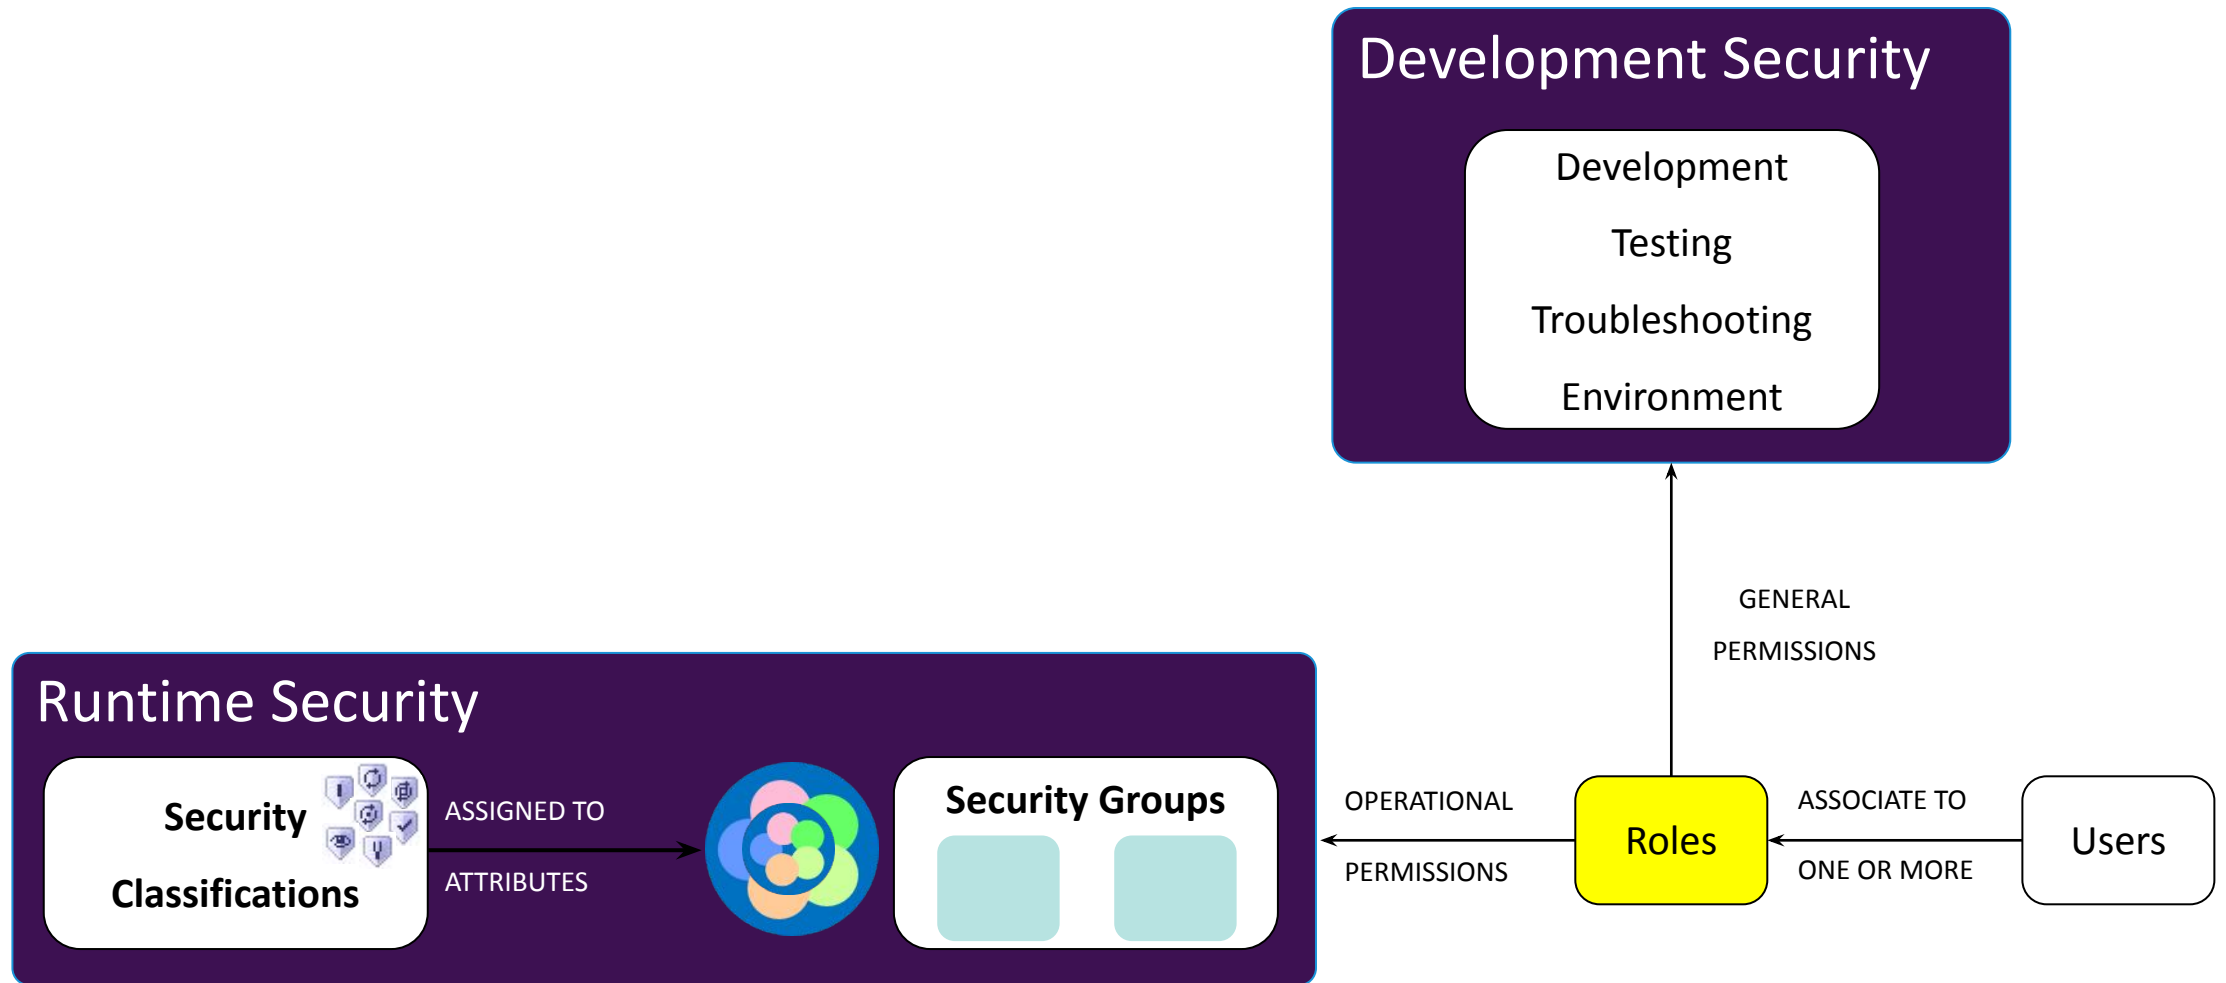 Development Security
Development
Testing
Troubleshooting
Environment
GENERAL
PERMISSIONS
Runtime Security
Security
Classifications
ASSIGNED TO
ATTRIBUTES
Security Groups
OPERATIONAL
PERMISSIONS
Roles
ASSOCIATE TO
ONE OR MORE
Users